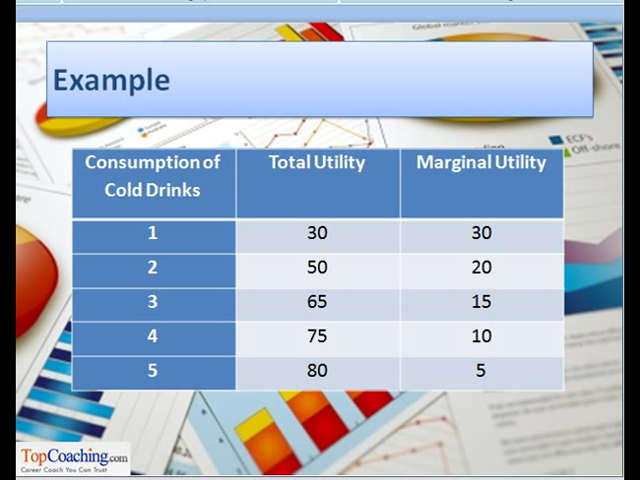 Example
Consumption of Total Utility Marginal Utility
Cold Drinks
1 30 30
2 50 20
3 65 15
4 75 10
5 80 5
ECF's
Off-shore
TopCoaching.com
Career Coach You Can Trust